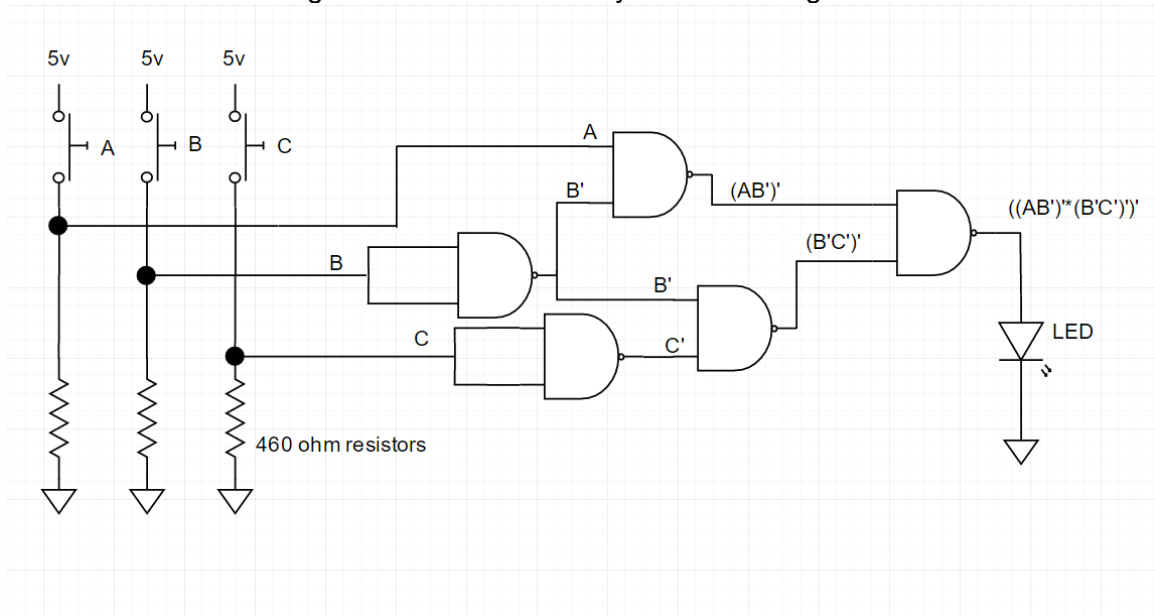 5v
5v
5v
A
B
C
A
B'
(AB')'
((AB')'*(B'C')')'
(B'C')'
B
B'
C
C'
LED
460 ohm resistors